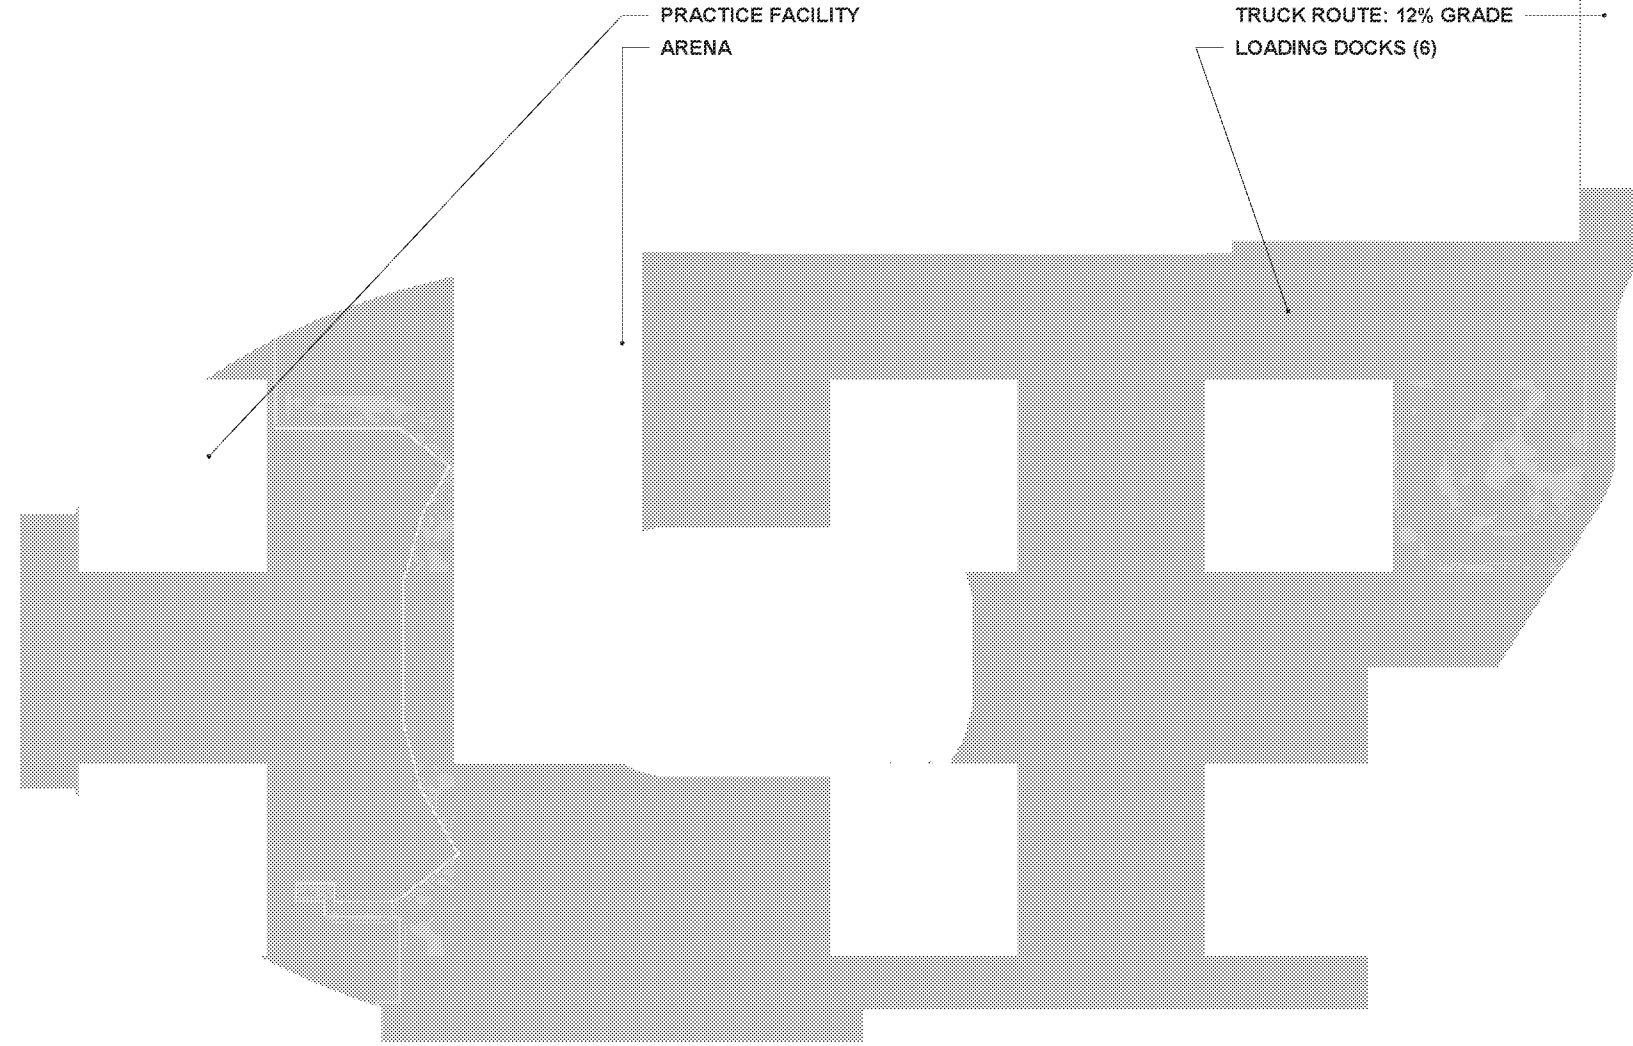 PRACTICE FACILITY
ARENA
TRUCK ROUTE: 12% GRADE
LOADING DOCKS (6)